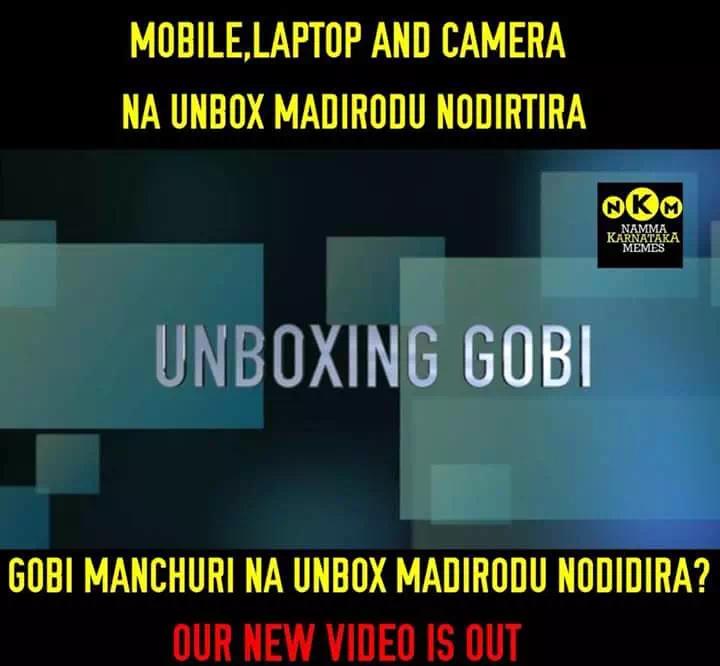 MOBILE,LAPTOP AND CAMERA
NA UNBOX MADIRODU NODIRTIRA
NKM
NAMMA
KARNATAKA
MEMES
UNBOXING GOBI
GOBI MANCHURI NA UNBOX MADIRODU NODIDIRA?
OUR NEW VIDEO IS OUT